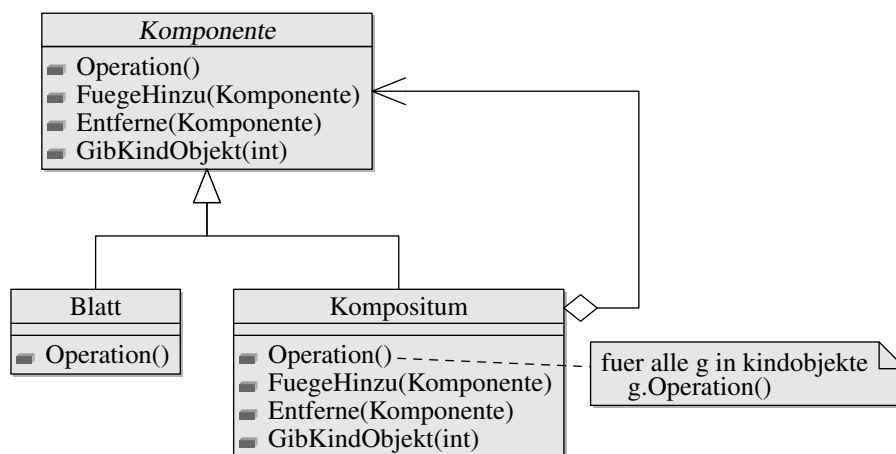 Komponente
Operation()
FuegeHinzu(Komponente)
Entferne(Komponente)
GibKindObjekt(int)
Blatt
Operation()
Kompositum
Operation()
FuegeHinzu(Komponente)
Entferne(Komponente)
GibKindObjekt(int)
fuer alle g in kindobjekte
g.Operation()